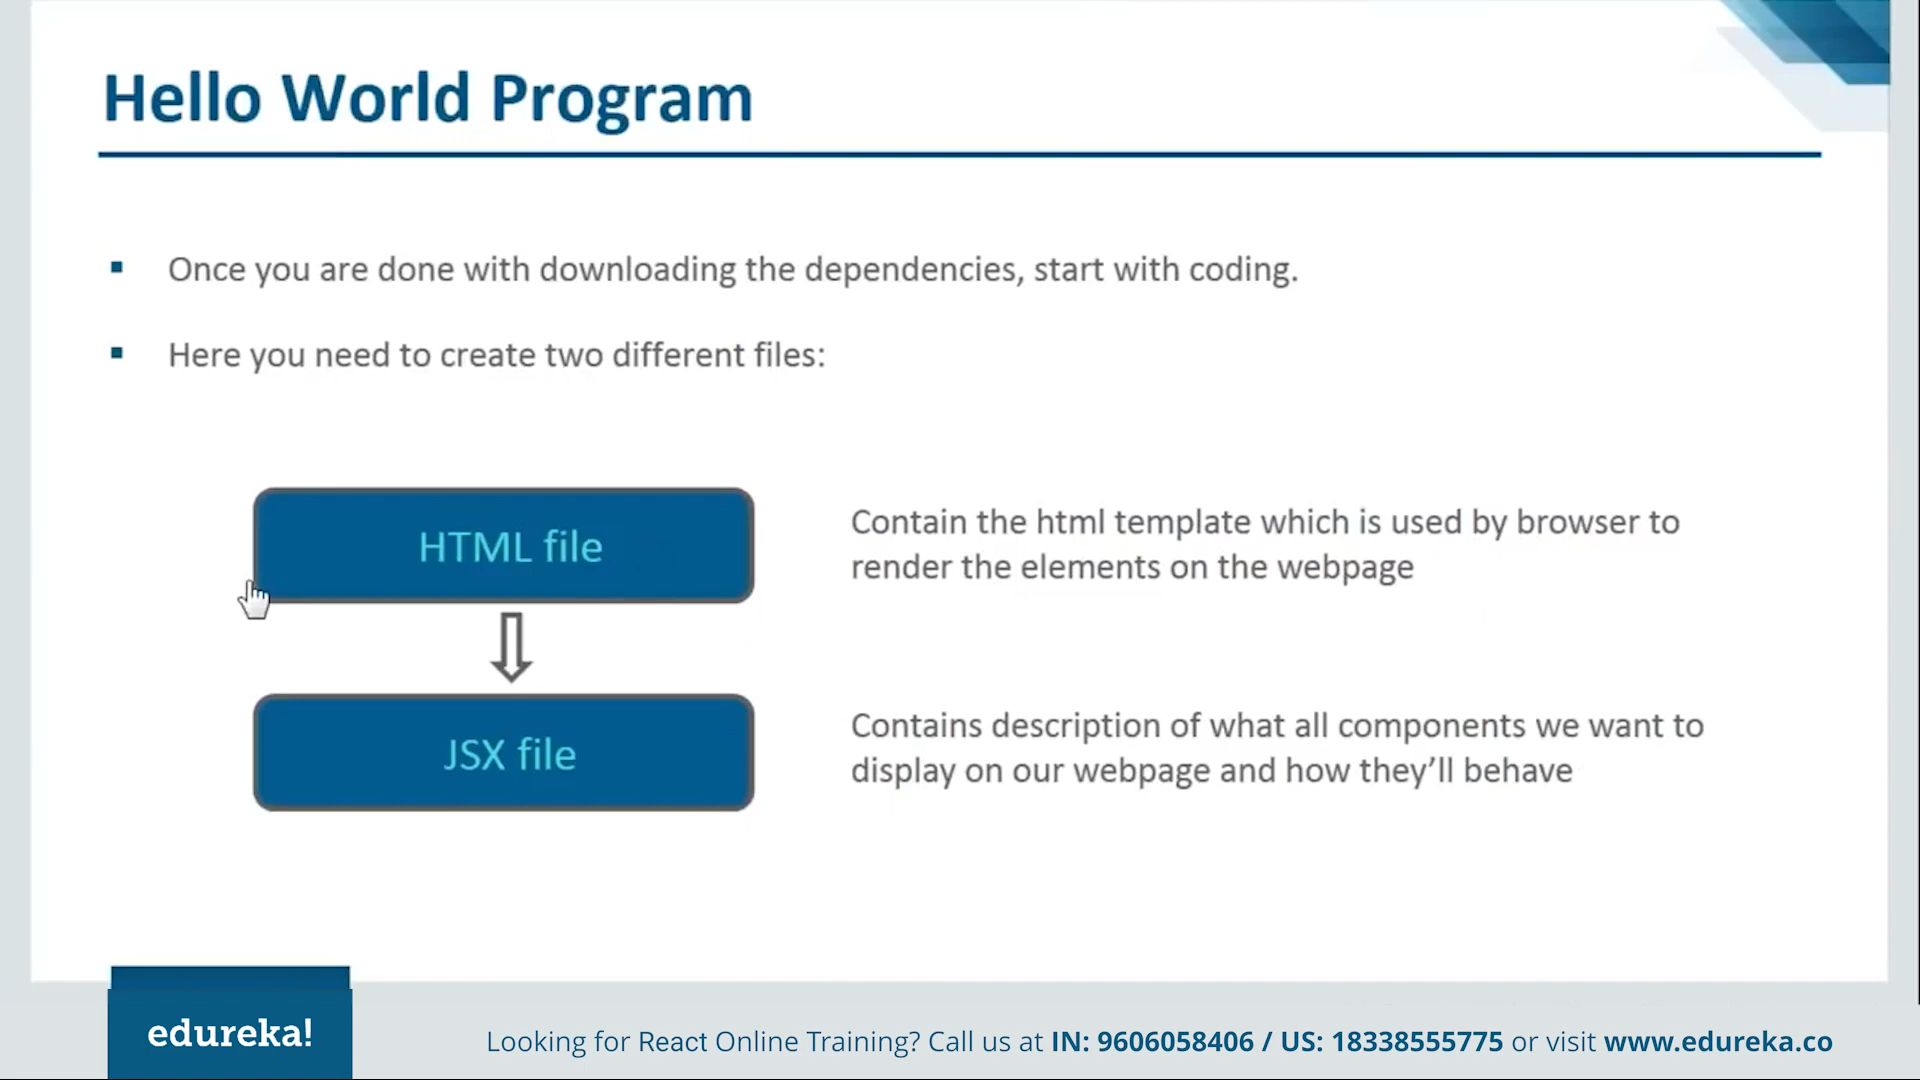 Hello World Program
Once you are done with downloading the dependencies, start with coding.
Here you need to create two different files:
HTML file
Contain the html template which is used by browser to
render the elements on the webpage
JSX file
Contains description of what all components we want to
display on our webpage and how they’ll behave
edureka!
Looking for React Online Training? Call us at IN: 9606058406 / US: 18338555775 or visit www.edureka.co